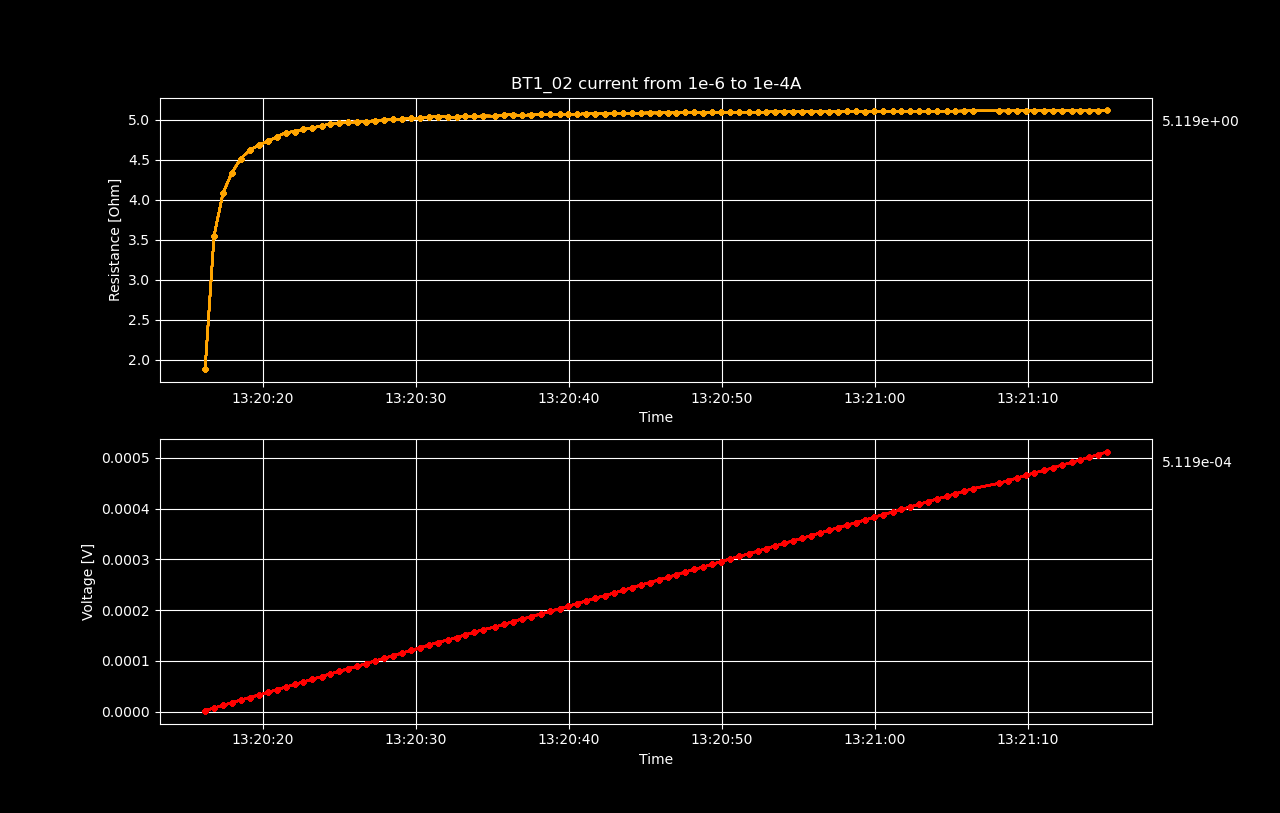 BT1_02 current from 1e-6 to 1e-4A
5.0
4.5
4.0
3.5
3.0
2.5
2.0
Resistance [Ohm]
5.119e+00
13:20:20 13:20:30 13:20:40 13:20:50 13:21:00 13:21:10
Time
0.0005
0.0004
0.0003
0.0002
0.0001
0.0000
Voltage [V]
5.119e-04
13:20:20 13:20:30 13:20:40 13:20:50 13:21:00 13:21:10
Time